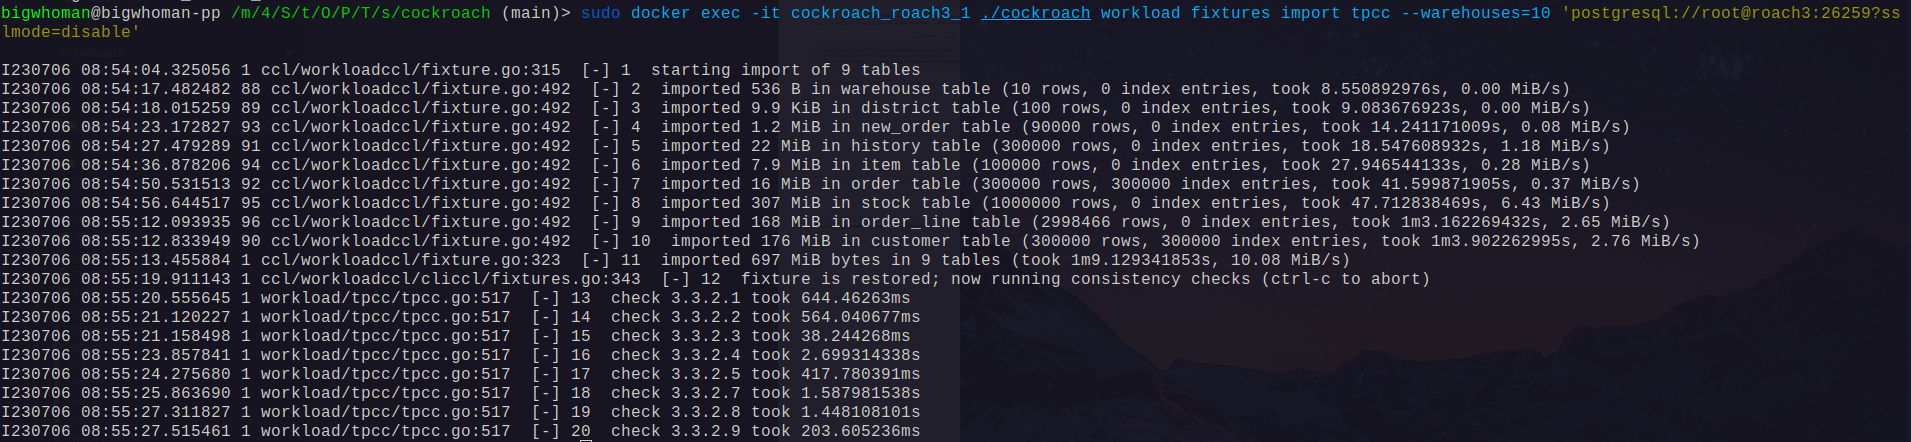 bigwhoman@bigwhoman-pp /m/4/S/t/O/P/T/s/cockroach (main)> sudo docker exec -it cockroach_roach3_1 ./cockroach workload fixtures import tpcc --warehouses=10 'postgresql://root@roach3:26259?ss
lmode=disable'
I230706 08:54:04.325056 1 ccl/workloadccl/fixture.go:315  [-] 1  starting import of 9 tables
I230706 08:54:17.482482 88 ccl/workloadccl/fixture.go:492  [-] 2  imported 536 B in warehouse table (10 rows, 0 index entries, took 8.550892976s, 0.00 MiB/s)
I230706 08:54:18.015259 89 ccl/workloadccl/fixture.go:492  [-] 3  imported 9.9 KiB in district table (100 rows, 0 index entries, took 9.083676923s, 0.00 MiB/s)
I230706 08:54:23.172827 93 ccl/workloadccl/fixture.go:492  [-] 4  imported 1.2 MiB in new_order table (90000 rows, 0 index entries, took 14.241171009s, 0.08 MiB/s)
I230706 08:54:27.479289 91 ccl/workloadccl/fixture.go:492  [-] 5  imported 22 MiB in history table (300000 rows, 0 index entries, took 18.547608932s, 1.18 MiB/s)
I230706 08:54:36.878206 94 ccl/workloadccl/fixture.go:492  [-] 6  imported 7.9 MiB in item table (100000 rows, 0 index entries, took 27.946544133s, 0.28 MiB/s)
I230706 08:54:50.531513 92 ccl/workloadccl/fixture.go:492  [-] 7  imported 16 MiB in order table (300000 rows, 300000 index entries, took 41.599871905s, 0.37 MiB/s)
I230706 08:54:56.644517 95 ccl/workloadccl/fixture.go:492  [-] 8  imported 307 MiB in stock table (1000000 rows, 0 index entries, took 47.712838469s, 6.43 MiB/s)
I230706 08:55:12.093935 96 ccl/workloadccl/fixture.go:492  [-] 9  imported 168 MiB in order_line table (2998466 rows, 0 index entries, took 1m3.162269432s, 2.65 MiB/s)
I230706 08:55:12.833949 90 ccl/workloadccl/fixture.go:492  [-] 10  imported 176 MiB in customer table (300000 rows, 300000 index entries, took 1m3.902262995s, 2.76 MiB/s)
I230706 08:55:13.455884 1 ccl/workloadccl/fixture.go:323  [-] 11  imported 697 MiB bytes in 9 tables (took 1m9.129341853s, 10.08 MiB/s)
I230706 08:55:19.911143 1 ccl/workloadccl/cliccl/fixtures.go:343  [-] 12  fixture is restored; now running consistency checks (ctrl-c to abort)
I230706 08:55:20.555645 1 workload/tpcc/tpcc.go:517  [-] 13  check 3.3.2.1 took 644.46263ms
I230706 08:55:21.120227 1 workload/tpcc/tpcc.go:517  [-] 14  check 3.3.2.2 took 564.040677ms
I230706 08:55:21.158498 1 workload/tpcc/tpcc.go:517  [-] 15  check 3.3.2.3 took 38.244268ms
I230706 08:55:23.857841 1 workload/tpcc/tpcc.go:517  [-] 16  check 3.3.2.4 took 2.699314338s
I230706 08:55:24.275680 1 workload/tpcc/tpcc.go:517  [-] 17  check 3.3.2.5 took 417.780391ms
I230706 08:55:25.863690 1 workload/tpcc/tpcc.go:517  [-] 18  check 3.3.2.7 took 1.587981538s
I230706 08:55:27.311827 1 workload/tpcc/tpcc.go:517  [-] 19  check 3.3.2.8 took 1.448108101s
I230706 08:55:27.515461 1 workload/tpcc/tpcc.go:517  [-] 20  check 3.3.2.9 took 203.605236ms